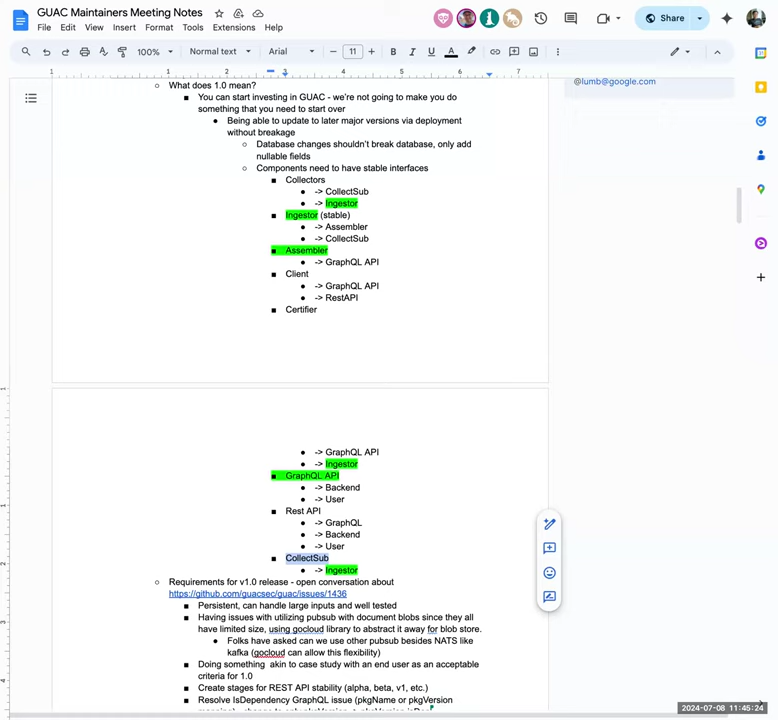 GUAC Maintainers Meeting Notes
File Edit View Insert Format Tools Extensions Help
Share
100% Normal text Arial 11 B I U A
1 1 2 3 4 5 6 7
@lumb@google.com
○ What does 1.0 mean?
■ You can start investing in GUAC - we're not going to make you do
something that you need to start over
● Being able to update to later major versions via deployment
without breakage
○ Database changes shouldn't break database, only add
nullable fields
○ Components need to have stable interfaces
■ Collectors
● -> CollectSub
● -> Ingestor
■ Ingestor (stable)
● -> Assembler
● -> CollectSub
■ Assembler
● -> GraphQL API
■ Client
● -> GraphQL API
● -> RestAPI
■ Certifier
● -> GraphQL API
● -> Ingestor
■ GraphQL API
● -> Backend
● -> User
■ Rest API
● -> GraphQL
● -> Backend
● -> User
■ CollectSub
● -> Ingestor
○ Requirements for v1.0 release - open conversation about
https://github.com/guacsec/guac/issues/1436
■ Persistent, can handle large inputs and well tested
■ Having issues with utilizing pubsub with document blobs since they all
have limited size, using gocloud library to abstract it away for blob store.
● Folks have asked can we use other pubsub besides NATS like
kafka (gocloud can allow this flexibility)
■ Doing something akin to case study with an end user as an acceptable
criteria for 1.0
■ Create stages for REST API stability (alpha, beta, v1, etc.)
■ Resolve IsDependency GraphQL issue (pkgName or pkgVersion
2024-07-08 11:45:24